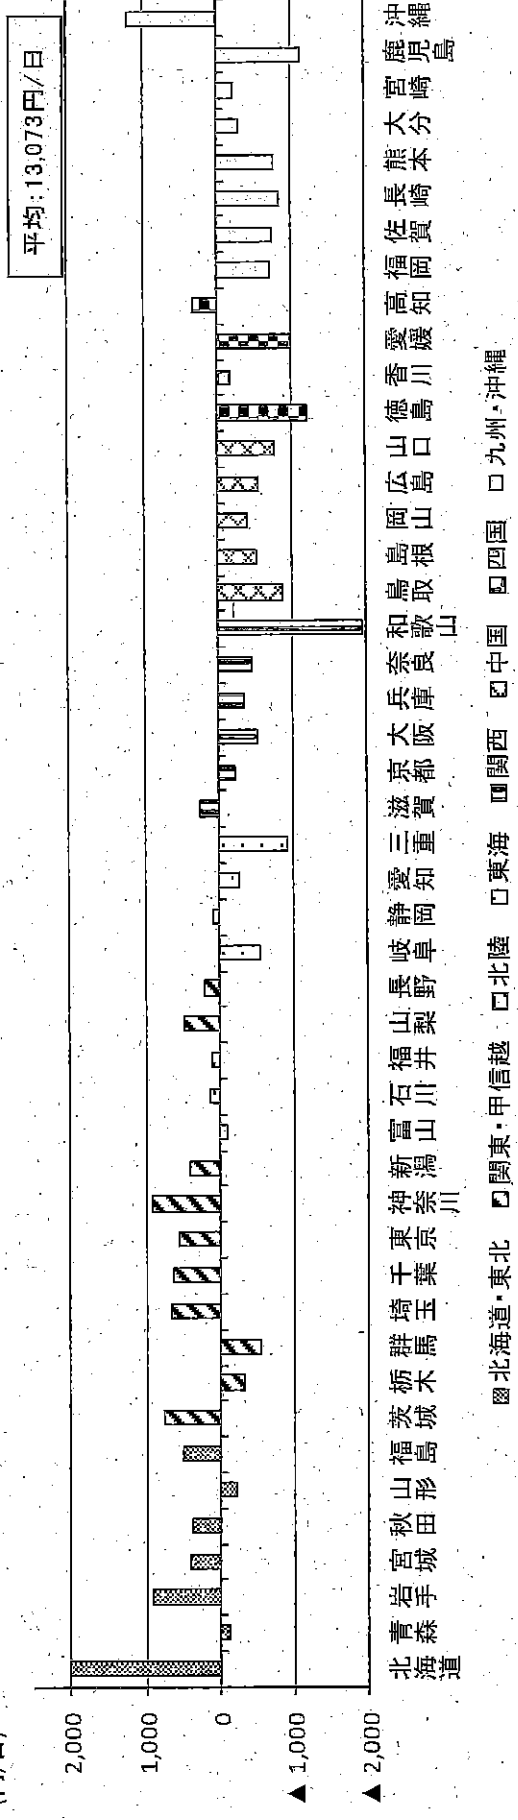 平均:13,073円/日
2,000
1,000
0
▲ 1,000
▲ 2,000
北海道
青森
岩手
宮城
秋田
山形
福島
茨城
栃木
群馬
埼玉
千葉
東京
神奈川
新潟
富山
石川
福井
山梨
長野
岐阜
静岡
愛知
三重
滋賀
京都
大阪
兵庫
奈良
和歌山
鳥取
島根
岡山
広島
山口
徳島
香川
愛媛
高知
福岡
佐賀
長崎
熊本
大分
宮崎
鹿児島
沖縄
北海道・東北 関東・甲信越 北陸 東海 関西 中国 四国 九州・沖縄